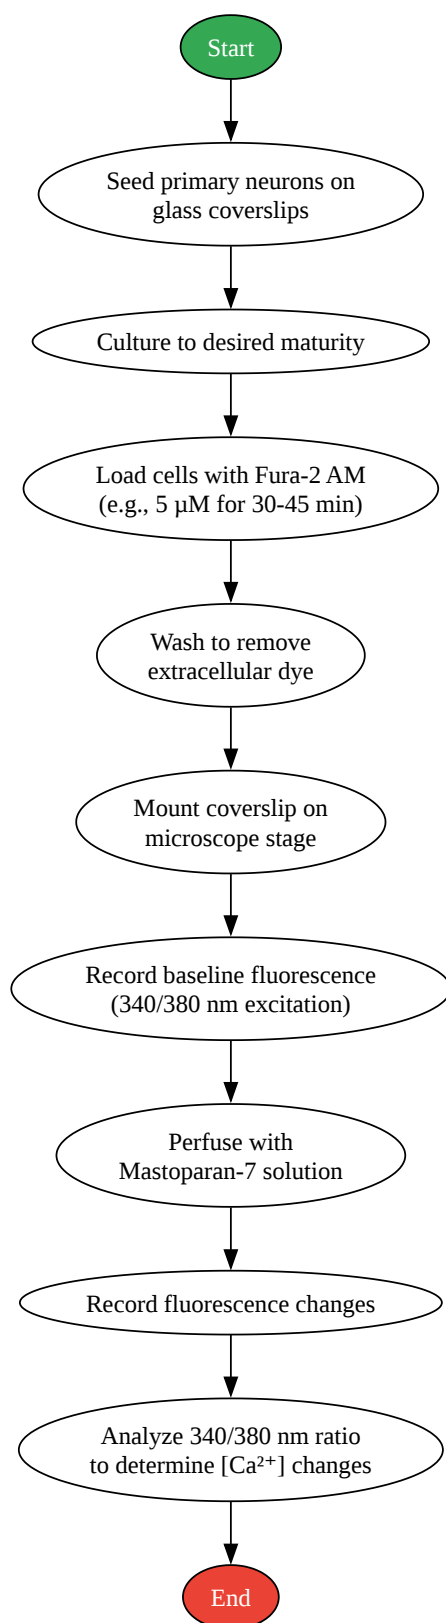 Start
Seed primary neurons on
glass coverslips
Culture to desired maturity
Load cells with Fura-2 AM
(e.g., 5 µM for 30-45 min)
Wash to remove
extracellular dye
Mount coverslip on
microscope stage
Record baseline fluorescence
(340/380 nm excitation)
Perfuse with
Mastoparan-7 solution
Record fluorescence changes
Analyze 340/380 nm ratio
to determine [Ca²⁺] changes
End